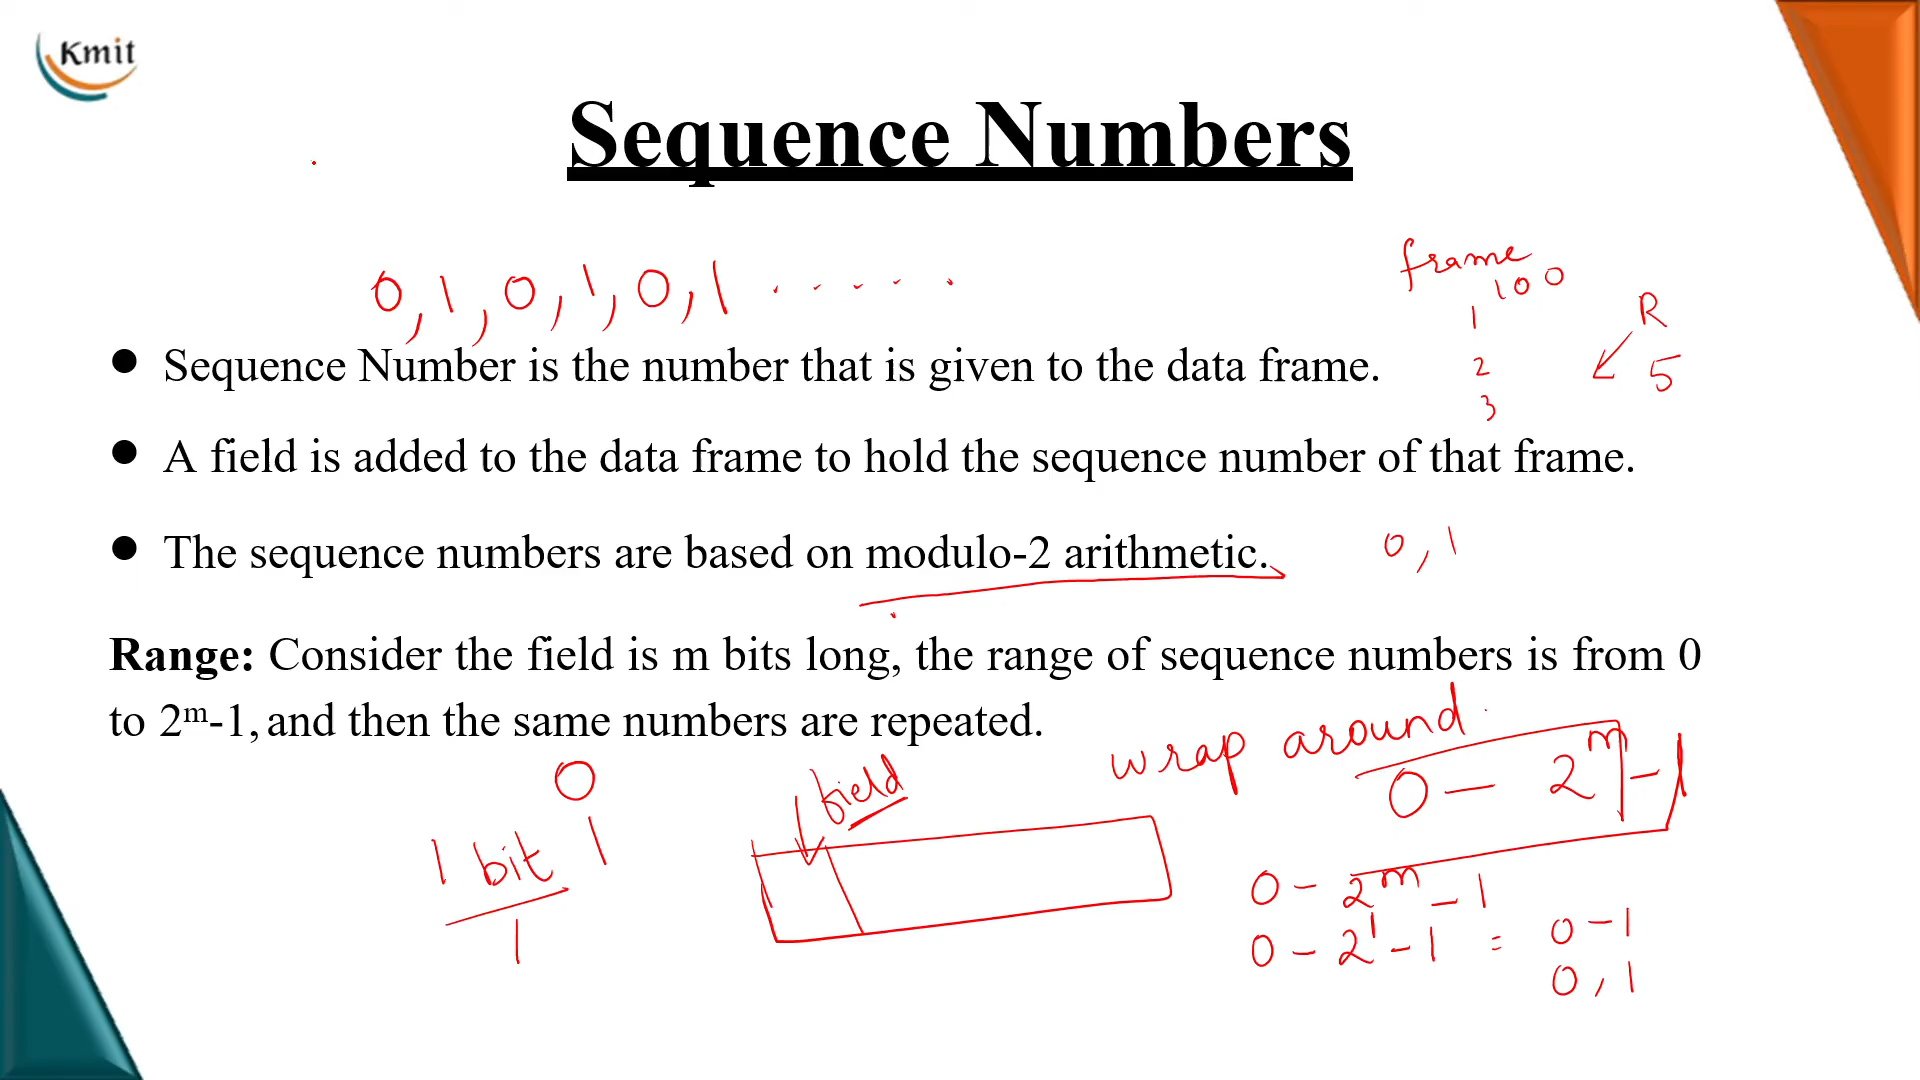 Kmit
Sequence Numbers
0, 1, 0, 1, 0, 1 . . . . .
frame
100
1
R
2
5
3
● Sequence Number is the number that is given to the data frame.
● A field is added to the data frame to hold the sequence number of that frame.
● The sequence numbers are based on modulo-2 arithmetic.
0, 1
Range: Consider the field is m bits long, the range of sequence numbers is from 0
to 2ᵐ-1, and then the same numbers are repeated.
wrap around
0 - 2ᵐ-1
0
1
1 bit
1
field
0 - 2ᵐ - 1
0 - 2¹ - 1 = 0 - 1
0, 1